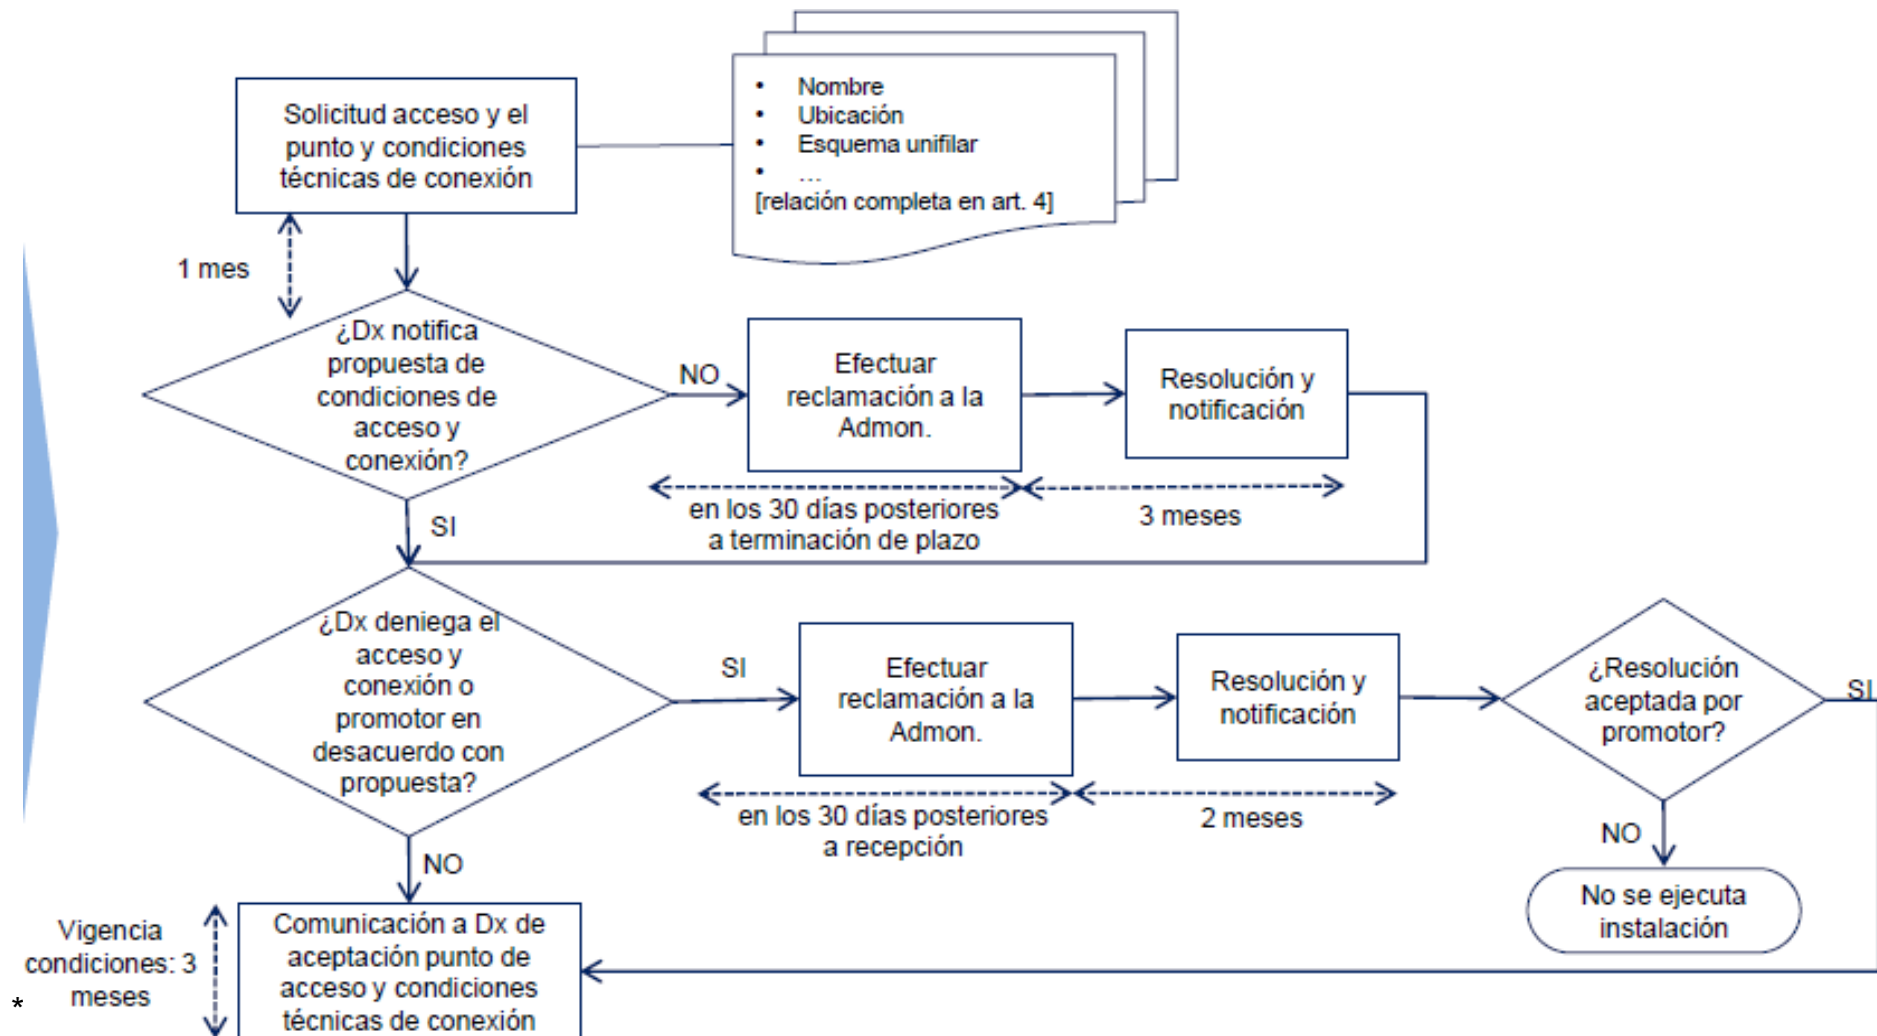 Solicitud acceso y el
punto y condiciones
técnicas de conexión
• Nombre
• Ubicación
• Esquema unifilar
• ...
[relación completa en art. 4]
1 mes
¿Dx notifica
propuesta de
condiciones de
acceso y
conexión?
NO
Efectuar
reclamación a la
Admon.
Resolución y
notificación
en los 30 días posteriores
a terminación de plazo
3 meses
SI
¿Dx deniega el
acceso y
conexión o
promotor en
desacuerdo con
propuesta?
SI
Efectuar
reclamación a la
Admon.
Resolución y
notificación
¿Resolución
aceptada por
promotor?
SI
en los 30 días posteriores
a recepción
2 meses
NO
NO
No se ejecuta
instalación
Vigencia
condiciones: 3
meses
*
Comunicación a Dx de
aceptación punto de
acceso y condiciones
técnicas de conexión